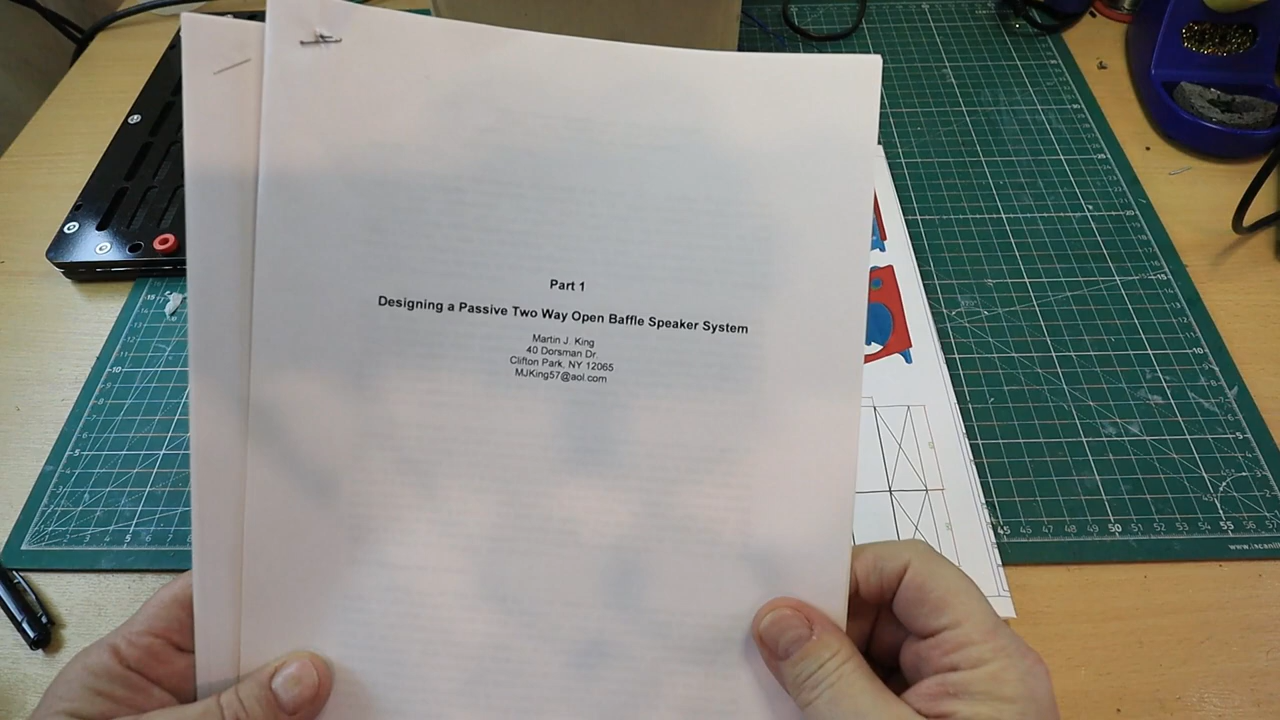 Part 1
Designing a Passive Two Way Open Baffle Speaker System
Martin J. King
40 Dorsman Dr.
Clifton Park, NY 12065
MJKing57@aol.com